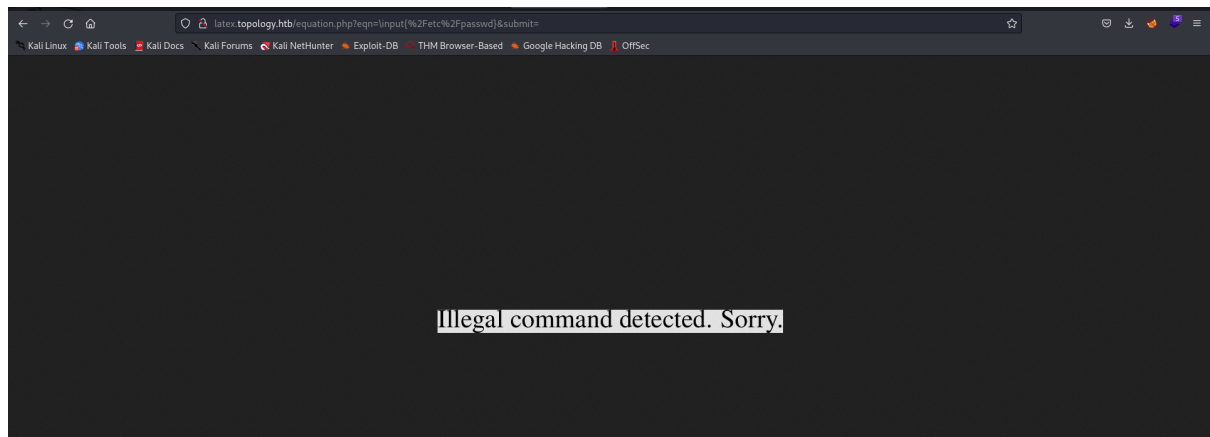 latex.topology.htb/equation.php?eqn=\input{%2Fetc%2Fpasswd}&submit=
5
Kali Linux Kali Tools Kali Docs Kali Forums Kali NetHunter Exploit-DB THM Browser-Based Google Hacking DB OffSec
Illegal command detected. Sorry.